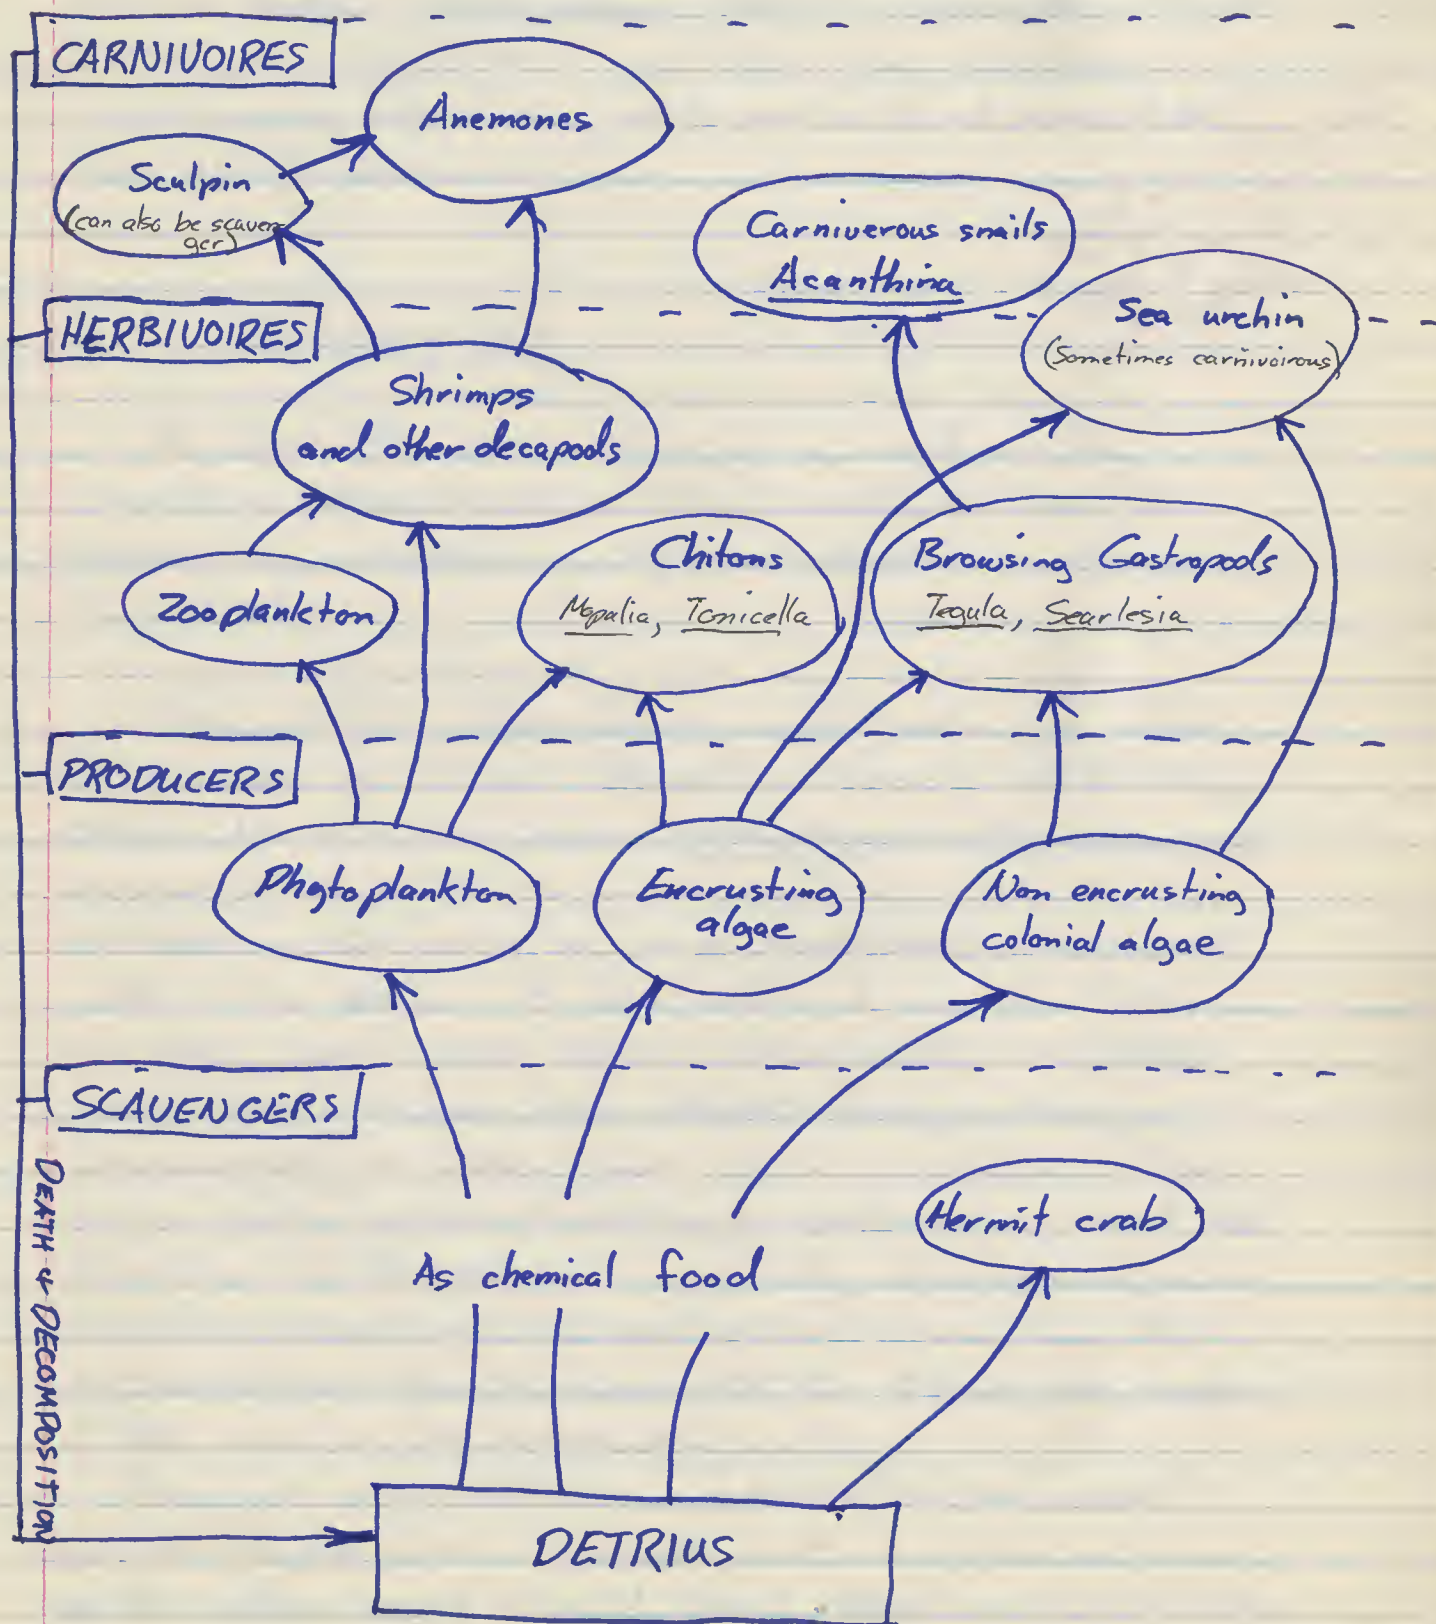 CARNIVOIRES
Anemones
Sculpin
(can also be scaven
ger)
Carniverous snails
Acanthina
Sea urchin
(Sometimes carnivoirous)
HERBIVOIRES
Shrimps
and other decapods
Zooplankton
Chitons
Mopalia, Tonicella
Browsing Gastropods
Tegula, Searlesia
PRODUCERS
Phytoplankton
Encrusting
algae
Non encrusting
colonial algae
SCAVENGERS
Hermit crab
As chemical food
DEATH & DECOMPOSITION
DETRIUS